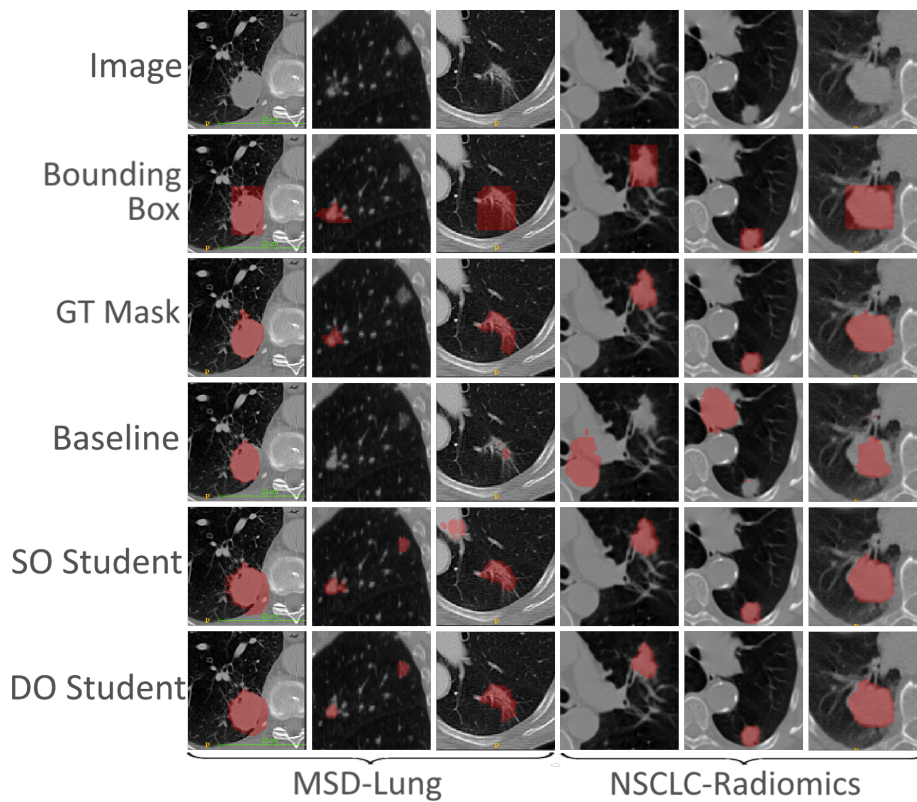 Image
Bounding
Box
GT Mask
Baseline
SO Student
DO Student
MSD-Lung
NSCLC-Radiomics